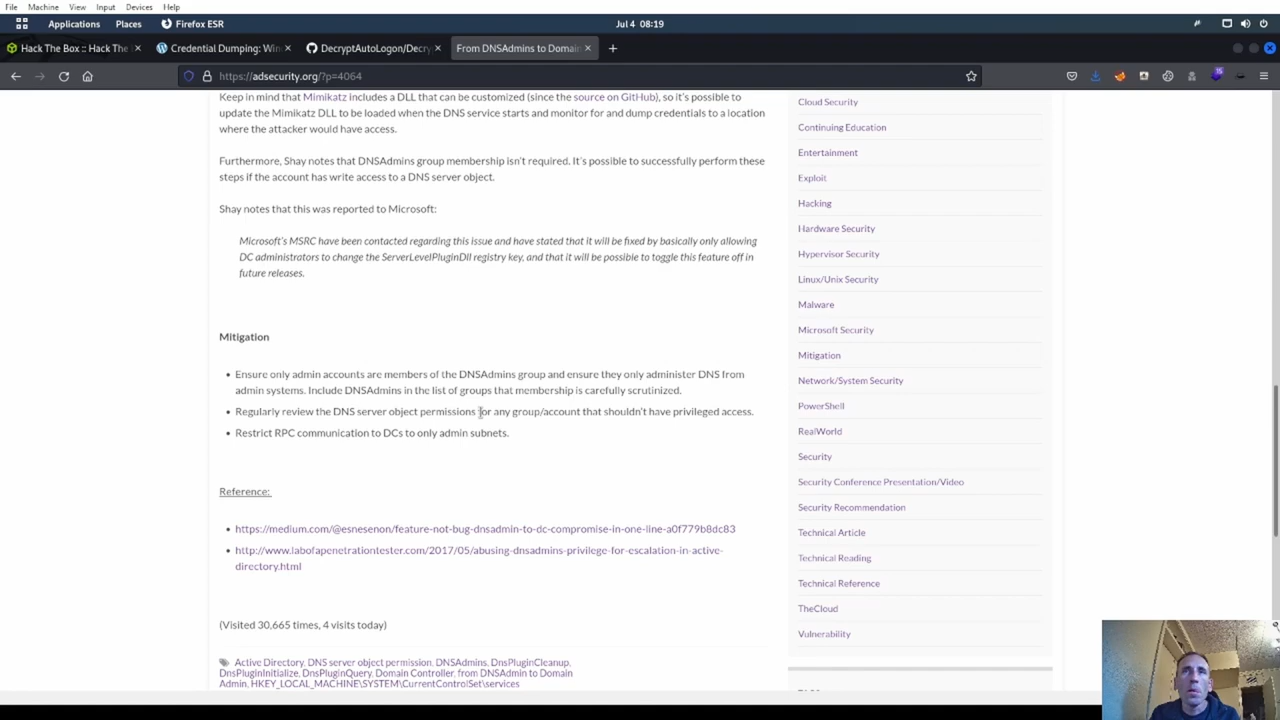 File Machine View Input Devices Help
Applications Places Firefox ESR Jul 4 08:19
Hack The Box :: Hack The Credential Dumping: Win DecryptAutoLogon/Decry From DNSAdmins to Domain
https://adsecurity.org/?p=4064
Keep in mind that Mimikatz includes a DLL that can be customized (since the source on GitHub), so it's possible to
update the Mimikatz DLL to be loaded when the DNS service starts and monitor for and dump credentials to a location
where the attacker would have access.
Furthermore, Shay notes that DNSAdmins group membership isn't required. It's possible to successfully perform these
steps if the account has write access to a DNS server object.
Shay notes that this was reported to Microsoft:
Microsoft's MSRC have been contacted regarding this issue and have stated that it will be fixed by basically only allowing
DC administrators to change the ServerLevelPluginDll registry key, and that it will be possible to toggle this feature off in
future releases.
Mitigation
• Ensure only admin accounts are members of the DNSAdmins group and ensure they only administer DNS from
admin systems. Include DNSAdmins in the list of groups that membership is carefully scrutinized.
• Regularly review the DNS server object permissions for any group/account that shouldn't have privileged access.
• Restrict RPC communication to DCs to only admin subnets.
Reference:
• https://medium.com/@esnesenon/feature-not-bug-dnsadmin-to-dc-compromise-in-one-line-a0f779b8dc83
• http://www.labofapenetrationtester.com/2017/05/abusing-dnsadmins-privilege-for-escalation-in-active-
directory.html
(Visited 30,665 times, 4 visits today)
Active Directory, DNS server object permission, DNSAdmins, DnsPluginCleanup,
DnsPluginInitialize, DnsPluginQuery, Domain Controller, from DNSAdmin to Domain
Admin, HKEY_LOCAL_MACHINE\SYSTEM\CurrentControlSet\services
Cloud Security
Continuing Education
Entertainment
Exploit
Hacking
Hardware Security
Hypervisor Security
Linux/Unix Security
Malware
Microsoft Security
Mitigation
Network/System Security
PowerShell
RealWorld
Security
Security Conference Presentation/Video
Security Recommendation
Technical Article
Technical Reading
Technical Reference
TheCloud
Vulnerability